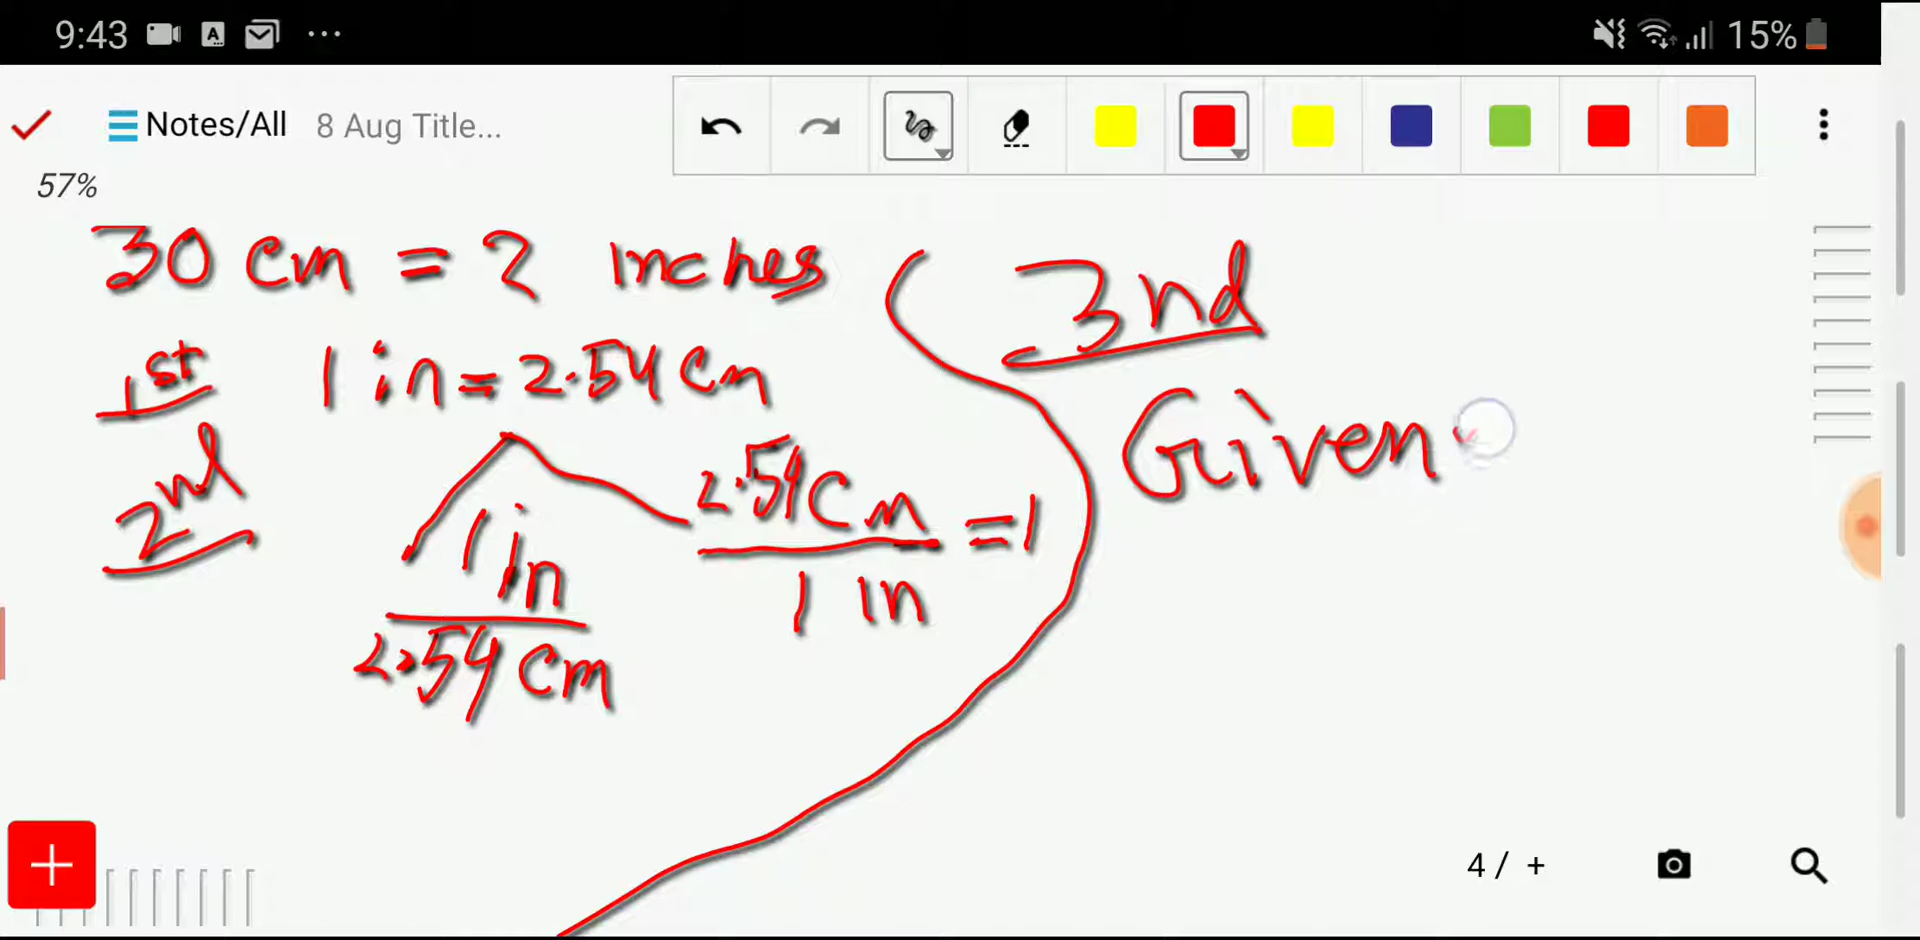 9:43 ... 15%
Notes/All 8 Aug Title...
57%
30 cm = 2 inches
1st 1 in = 2.54 cm
2nd
1 in
2.54 cm
2.54 cm = 1
1 in
3nd
Given
4 / +